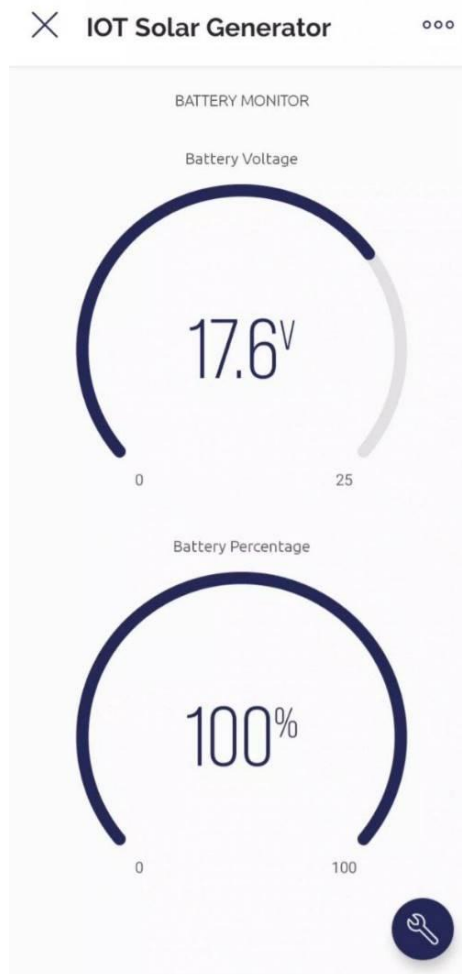 IOT Solar Generator
BATTERY MONITOR
Battery Voltage
17.6V
0 25
Battery Percentage
100%
0 100